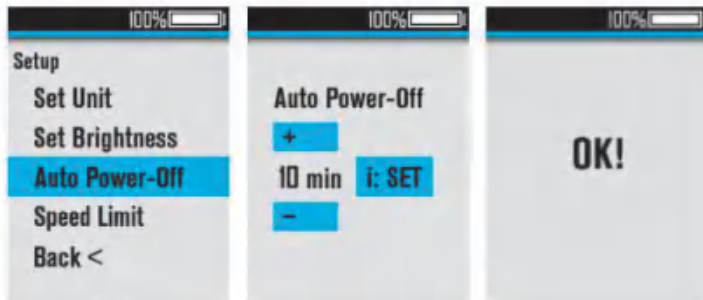 100%
Setup
Set Unit
Set Brightness
Auto Power-Off
Speed Limit
Back <
100%
Auto Power-Off
+
10 min i: SET
−
100%
OK!